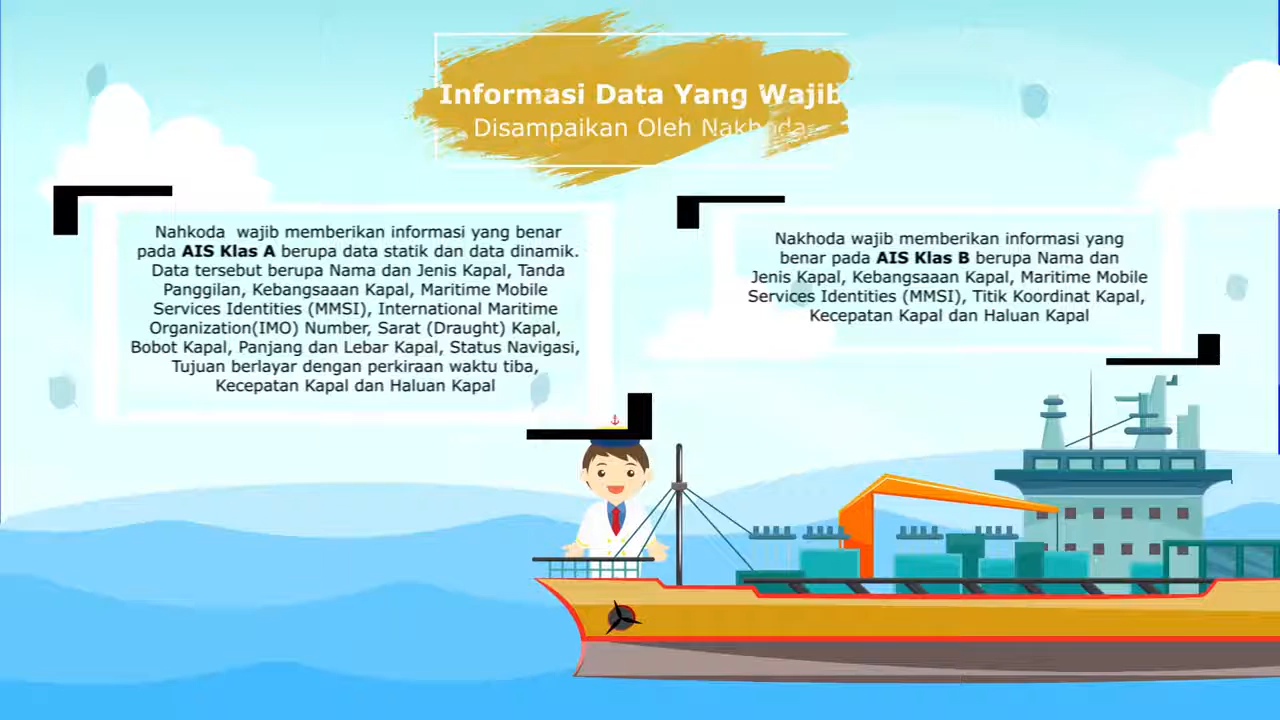 Informasi Data Yang Wajib
Disampaikan Oleh Nakhoda
Nahkoda wajib memberikan informasi yang benar
pada AIS Klas A berupa data statik dan data dinamik.
Data tersebut berupa Nama dan Jenis Kapal, Tanda
Panggilan, Kebangsaaan Kapal, Maritime Mobile
Services Identities (MMSI), International Maritime
Organization(IMO) Number, Sarat (Draught) Kapal,
Bobot Kapal, Panjang dan Lebar Kapal, Status Navigasi,
Tujuan berlayar dengan perkiraan waktu tiba,
Kecepatan Kapal dan Haluan Kapal
Nakhoda wajib memberikan informasi yang
benar pada AIS Klas B berupa Nama dan
Jenis Kapal, Kebangsaaan Kapal, Maritime Mobile
Services Identities (MMSI), Titik Koordinat Kapal,
Kecepatan Kapal dan Haluan Kapal